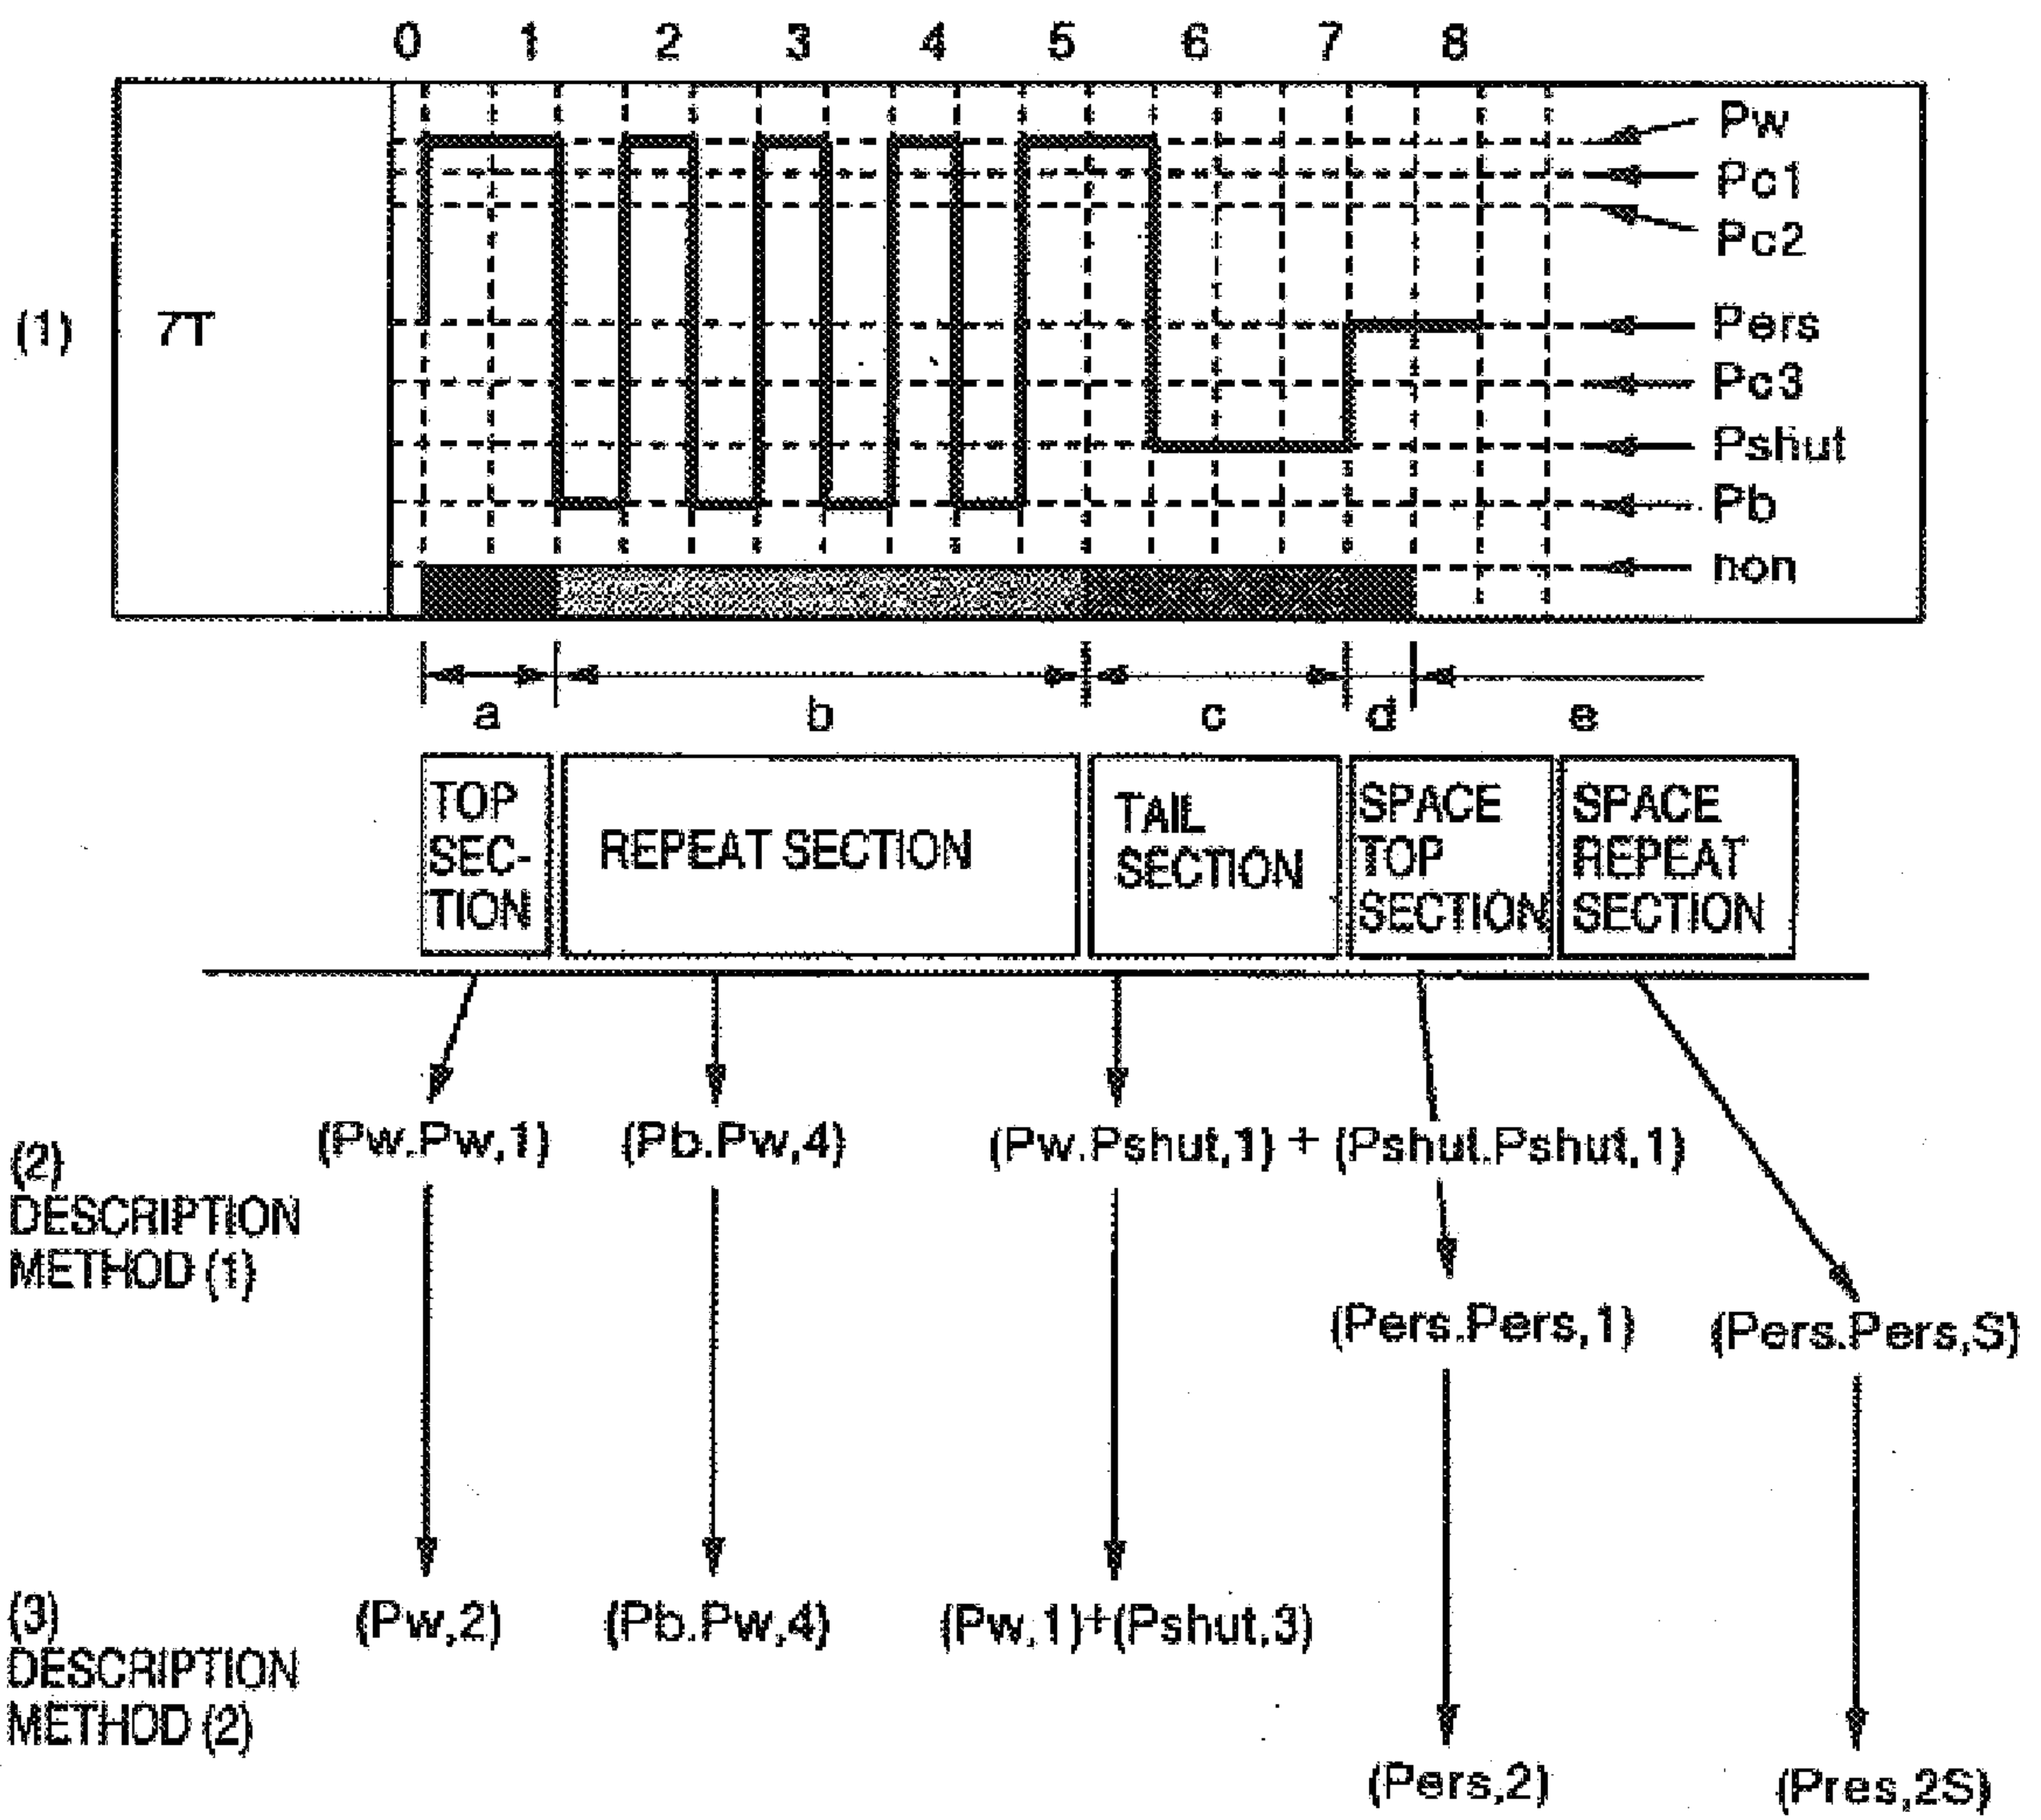 0 1 2 3 4 5 6 7 8
Pw
Pc1
Pc2
(1) 7T
Pers
Pc3
Pshut
Pb
non
a b c d e
TOP
SEC-
TION
REPEAT SECTION
TAIL
SECTION
SPACE
TOP
SECTION
SPACE
REPEAT
SECTION
(2)
DESCRIPTION
METHOD (1)
(Pw.Pw,1) (Pb.Pw,4) (Pw.Pshut,1) + (Pshut.Pshut,1)
(Pers.Pers,1) (Pers.Pers,S)
(3)
DESCRIPTION
METHOD (2)
(Pw,2) (Pb.Pw,4) (Pw,1)+(Pshut,3)
(Pers,2) (Pres,2S)